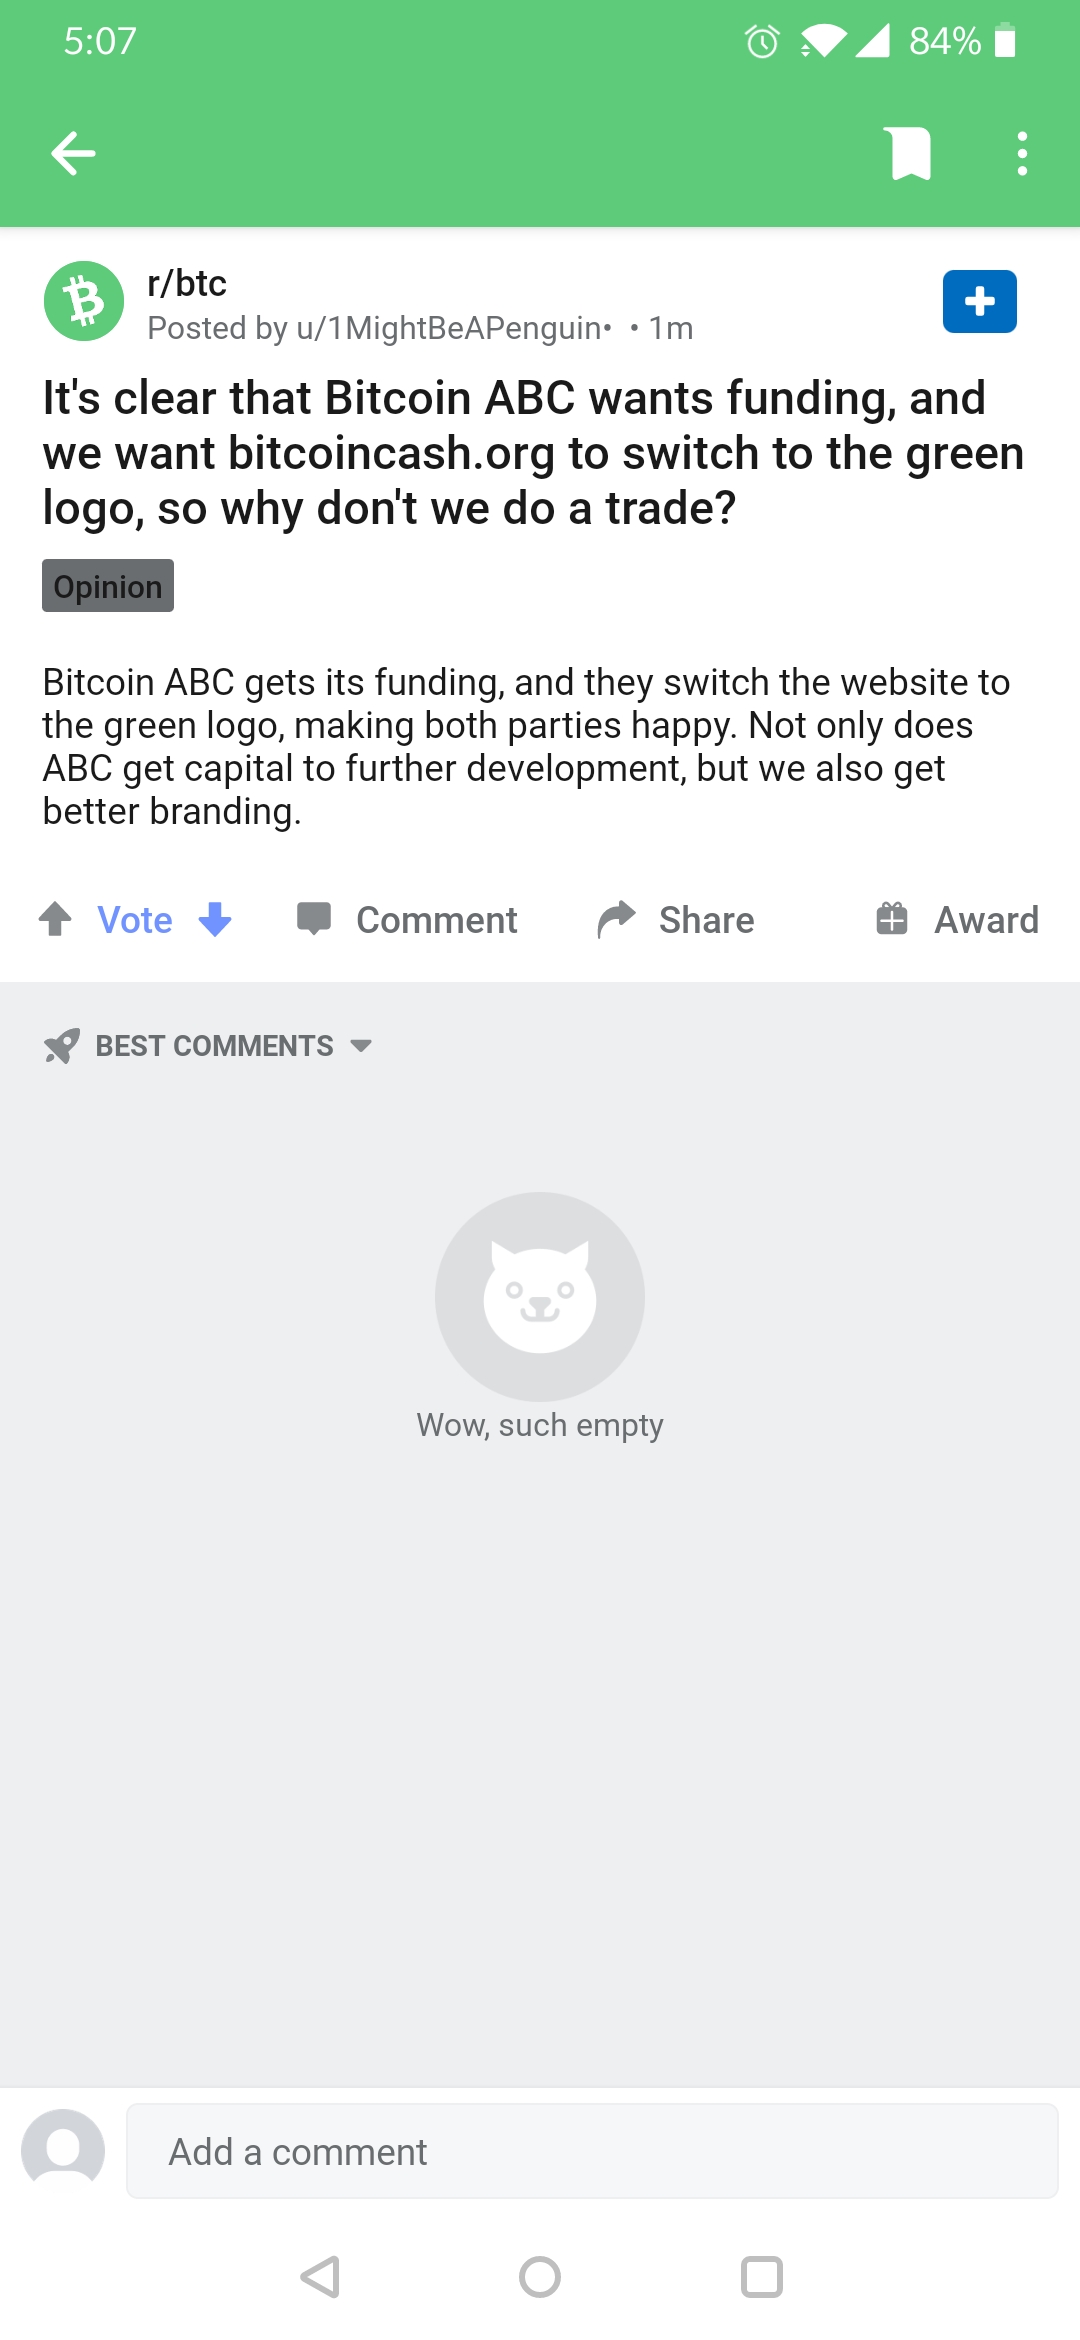 5:07
84%
r/btc
Posted by u/1MightBeAPenguin• • 1m
It's clear that Bitcoin ABC wants funding, and
we want bitcoincash.org to switch to the green
logo, so why don't we do a trade?
Opinion
Bitcoin ABC gets its funding, and they switch the website to
the green logo, making both parties happy. Not only does
ABC get capital to further development, but we also get
better branding.
Vote Comment Share Award
BEST COMMENTS
Wow, such empty
Add a comment